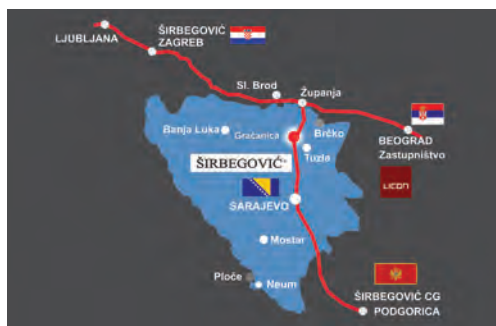 LJUBLJANA
ŠIRBEGOVIĆ
ZAGREB
Sl. Brod
Županja
Banja Luka
Gračanica
Brčko
BEOGRAD
Zastupništvo
Tuzla
ŠIRBEGOVIĆ
LICON
SARAJEVO
Mostar
Ploče
Neum
ŠIRBEGOVIĆ CG
PODGORICA